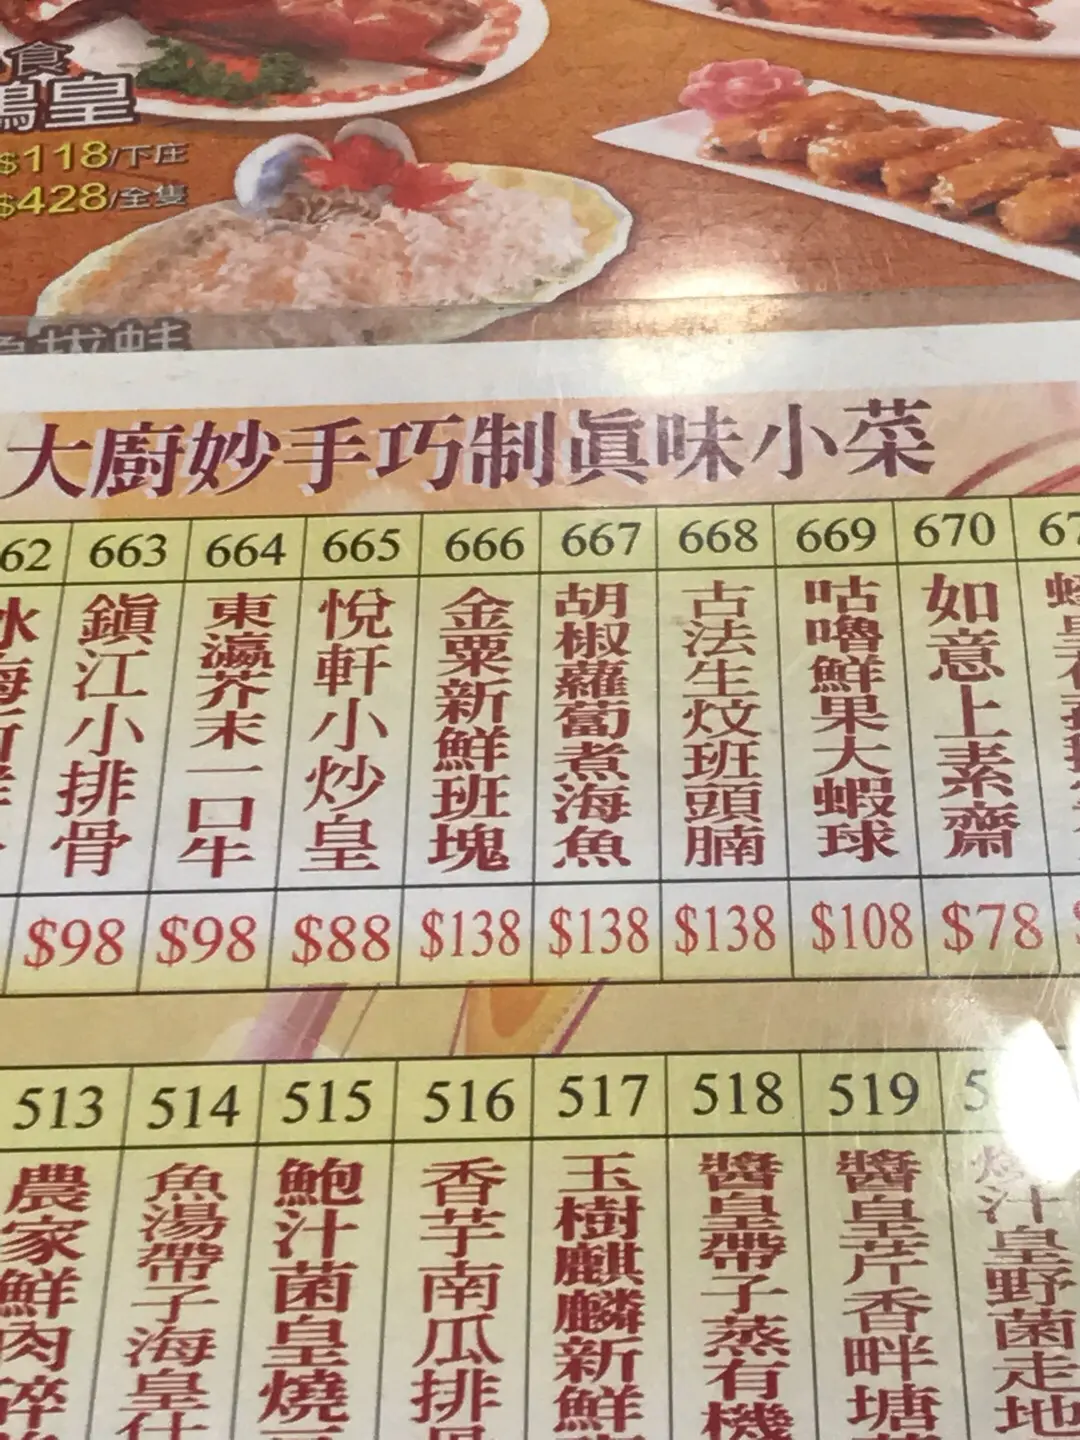 食
皇
$118/下庄
$428/全隻
大廚妙手巧制眞味小菜
62
663
664
665
666
667
668
669
670
鎮江小排骨
東瀛芥末一口牛
悅軒小炒皇
金粟新鮮班塊
胡椒蘿蔔煮海魚
古法生炆班頭腩
咕嚕鮮果大蝦球
如意上素齋
$98
$98
$88
$138
$138
$138
$108
$78
513
514
515
516
517
518
519
農家鮮肉碎
魚湯帶子海皇
鮑汁菌皇燒
香芋南瓜排
玉樹麒麟新鮮
醬皇帶子蒸有機
醬皇芹香畔塘
汁皇野菌走地